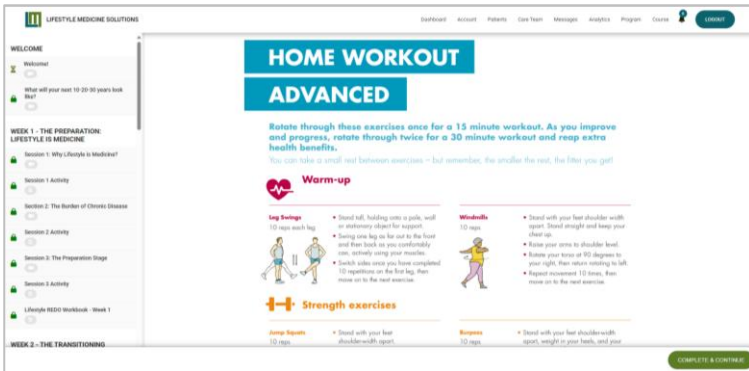 LIFESTYLE MEDICINE SOLUTIONS
Dashboard Account Patients Care Team Messages Analytics Program Course LOGOUT
WELCOME
Welcome!
What will your next 10-20-30 years look
like?
WEEK 1 - THE PREPARATION:
LIFESTYLE IS MEDICINE
Session 1: Why Lifestyle is Medicine?
Session 1 Activity
Section 2: The Burden of Chronic Disease
Session 2 Activity
Session 3: The Preparation Stage
Session 3 Activity
Lifestyle REDO Workbook - Week 1
WEEK 2 - THE TRANSITIONING
HOME WORKOUT
ADVANCED
Rotate through these exercises once for a 15 minute workout. As you improve
and progress, rotate through twice for a 30 minute workout and reap extra
health benefits.
You can take a small rest between exercises – but remember, the smaller the rest, the fitter you get!
Warm-up
Leg Swings
10 reps each leg
• Stand tall, holding onto a pole, wall
or stationary object for support.
• Swing one leg as far out to the front
and then back as you comfortably
can, actively using your muscles.
• Switch sides once you have completed
10 repetitions on the first leg, then
move on to the next exercise.
Windmills
10 reps
• Stand with your feet shoulder width
apart. Stand straight and keep your
chest up.
• Raise your arms to shoulder level.
• Rotate your torso at 90 degrees to
your right, then return rotating to left.
• Repeat movement 10 times, then
move on to the next exercise.
Strength exercises
Jump Squats
10 reps
• Stand with your feet
shoulder-width apart.
Burpees
10 reps
• Stand with your feet shoulder-width
apart, weight in your heels, and your
COMPLETE & CONTINUE